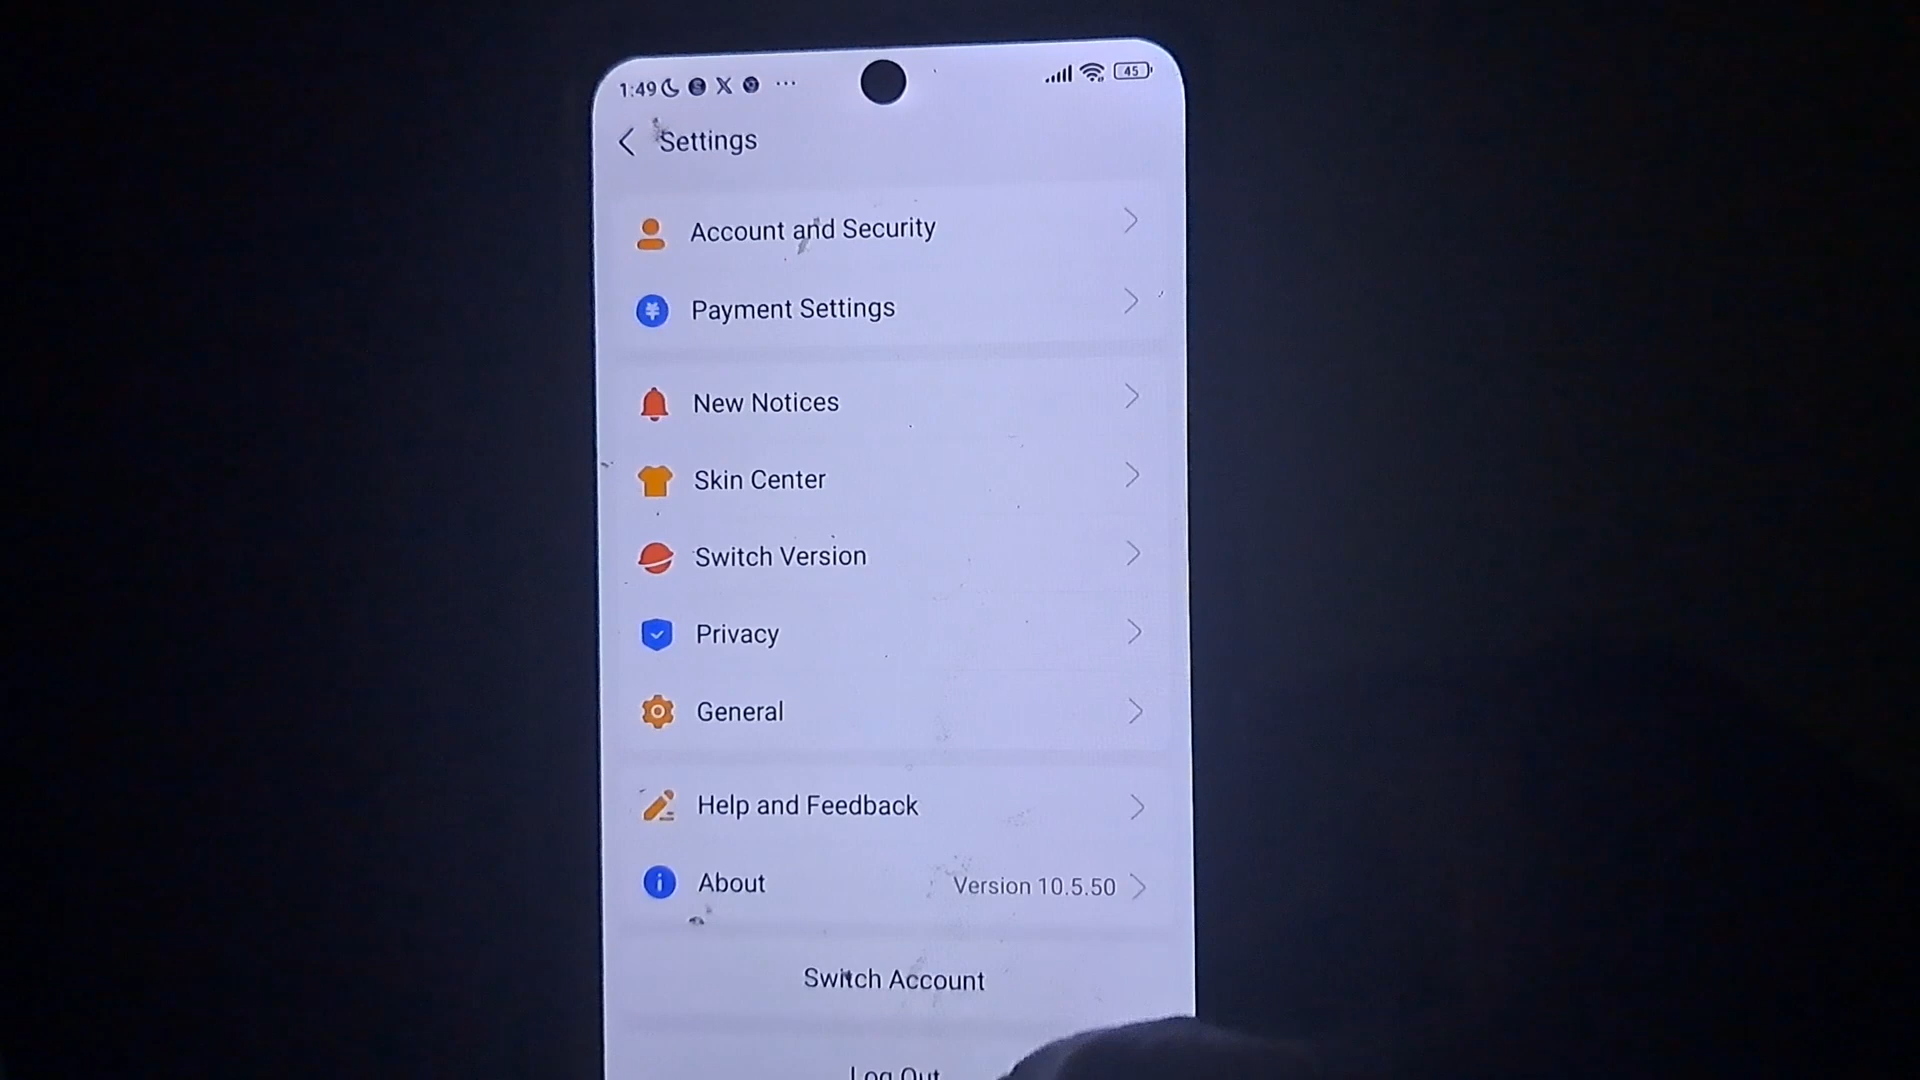 1:49 X ... 45
Settings
Account and Security
Payment Settings
New Notices
Skin Center
Switch Version
Privacy
General
Help and Feedback
About Version 10.5.50
Switch Account
Log Out